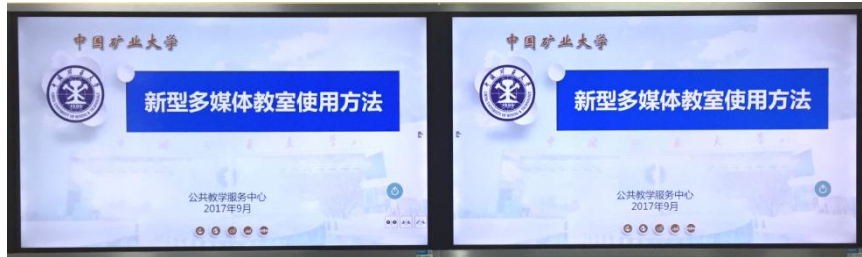 中国矿业大学
新型多媒体教室使用方法
公共教学服务中心
2017年9月
中国矿业大学
新型多媒体教室使用方法
公共教学服务中心
2017年9月